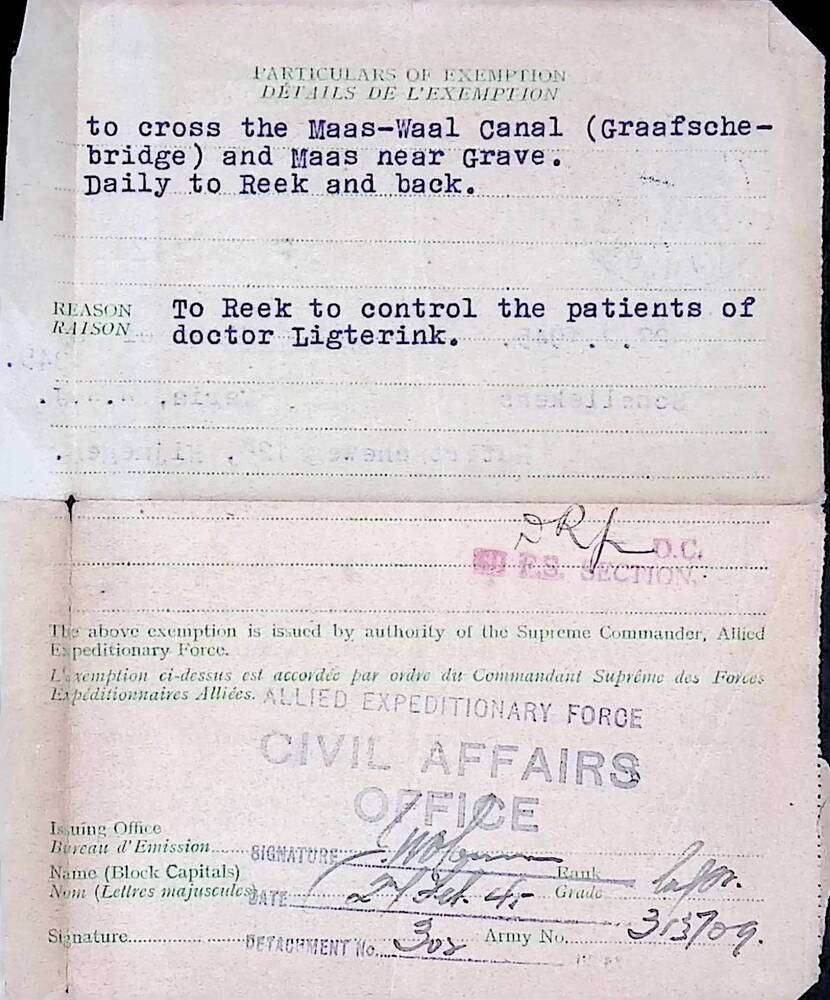 PARTICULARS OF EXEMPTION
DÉTAILS DE L'EXEMPTION
to cross the Maas-Waal Canal (Graafsche-
bridge) and Maas near Grave.
Daily to Reek and back.
REASON To Reek to control the patients of
RAISON doctor Ligterink.
D.C.
F.S. SECTION.
The above exemption is issued by authority of the Supreme Commander, Allied
Expeditionary Force.
L'exemption ci-dessus est accordée par ordre du Commandant Suprême des Forces
Expéditionnaires Alliées.
ALLIED EXPEDITIONARY FORCE
CIVIL AFFAIRS
OFFICE
Issuing Office
Bureau d'Emission
SIGNATURE
Name (Block Capitals) Rank
Nom (Lettres majuscules) Grade
DATE Feb. 45
Signature Army No. 313709.
DETACHMENT No.